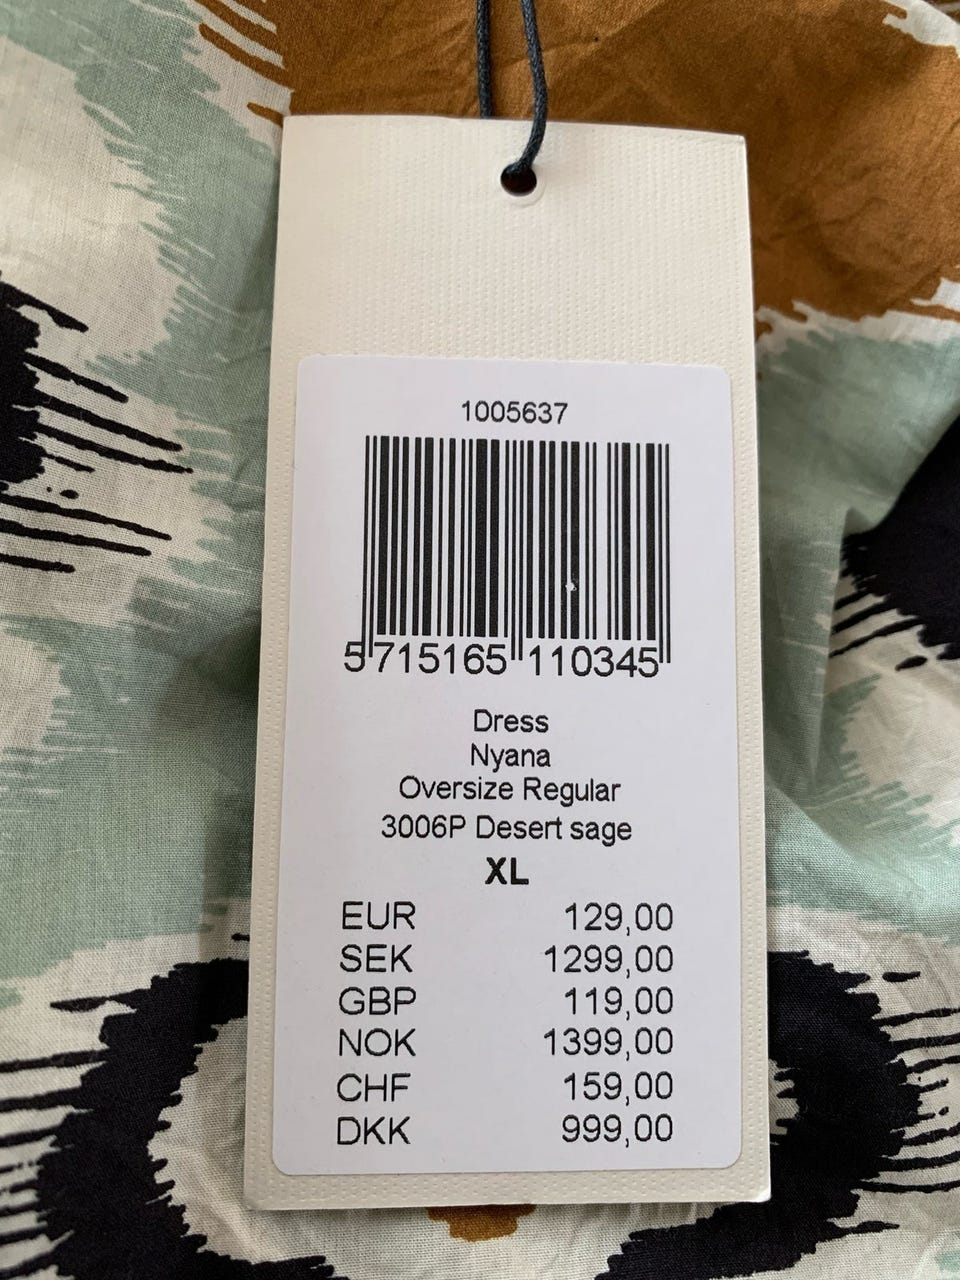 1005637
5 715165 110345
Dress
Nyana
Oversize Regular
3006P Desert sage
XL
EUR 129,00
SEK 1299,00
GBP 119,00
NOK 1399,00
CHF 159,00
DKK 999,00